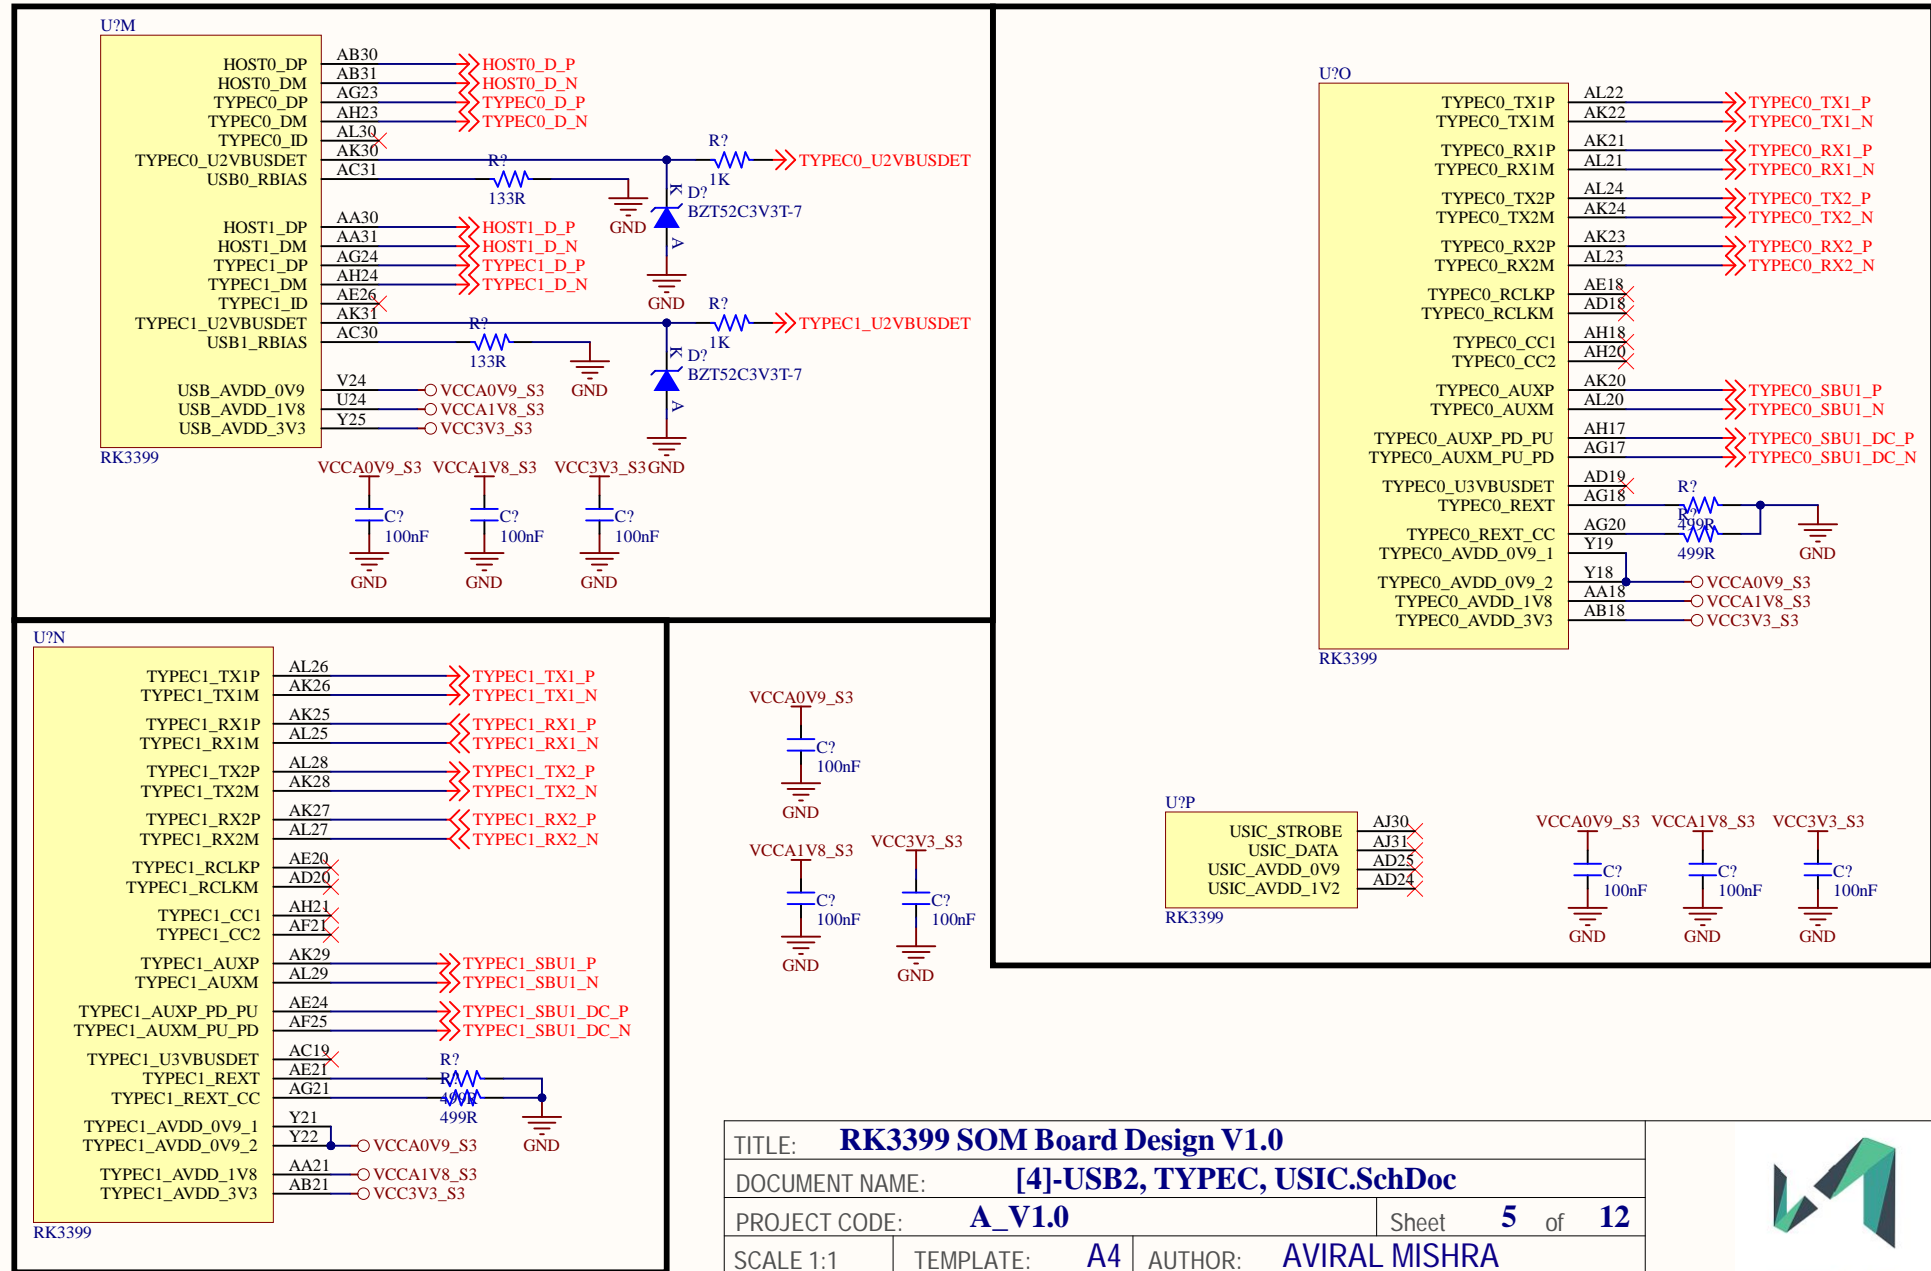 U?M
HOST0_DP AB30 HOST0_D_P
HOST0_DM AB31 HOST0_D_N
TYPEC0_DP AG23 TYPEC0_D_P
TYPEC0_DM AH23 TYPEC0_D_N
TYPEC0_ID AL30
TYPEC0_U2VBUSDET AK30 R? 1K TYPEC0_U2VBUSDET
USB0_RBIAS AC31 R? 133R GND
K D? BZT52C3V3T-7 A GND
HOST1_DP AA30 HOST1_D_P
HOST1_DM AA31 HOST1_D_N
TYPEC1_DP AG24 TYPEC1_D_P
TYPEC1_DM AH24 TYPEC1_D_N
TYPEC1_ID AE26
TYPEC1_U2VBUSDET AK31 R? 1K TYPEC1_U2VBUSDET
USB1_RBIAS AC30 R? 133R GND
K D? BZT52C3V3T-7 A GND
USB_AVDD_0V9 V24 VCCA0V9_S3
USB_AVDD_1V8 U24 VCCA1V8_S3
USB_AVDD_3V3 Y25 VCC3V3_S3
RK3399
VCCA0V9_S3 VCCA1V8_S3 VCC3V3_S3
C? C? C?
100nF 100nF 100nF
GND GND GND
U?O
TYPEC0_TX1P AL22 TYPEC0_TX1_P
TYPEC0_TX1M AK22 TYPEC0_TX1_N
TYPEC0_RX1P AK21 TYPEC0_RX1_P
TYPEC0_RX1M AL21 TYPEC0_RX1_N
TYPEC0_TX2P AL24 TYPEC0_TX2_P
TYPEC0_TX2M AK24 TYPEC0_TX2_N
TYPEC0_RX2P AK23 TYPEC0_RX2_P
TYPEC0_RX2M AL23 TYPEC0_RX2_N
TYPEC0_RCLKP AE18
TYPEC0_RCLKM AD18
TYPEC0_CC1 AH18
TYPEC0_CC2 AH20
TYPEC0_AUXP AK20 TYPEC0_SBU1_P
TYPEC0_AUXM AL20 TYPEC0_SBU1_N
TYPEC0_AUXP_PD_PU AH17 TYPEC0_SBU1_DC_P
TYPEC0_AUXM_PU_PD AG17 TYPEC0_SBU1_DC_N
TYPEC0_U3VBUSDET AD19
TYPEC0_REXT AG18 R? 499R
TYPEC0_REXT_CC AG20 R? 499R GND
TYPEC0_AVDD_0V9_1 Y19
TYPEC0_AVDD_0V9_2 Y18 VCCA0V9_S3
TYPEC0_AVDD_1V8 AA18 VCCA1V8_S3
TYPEC0_AVDD_3V3 AB18 VCC3V3_S3
RK3399
U?N
TYPEC1_TX1P AL26 TYPEC1_TX1_P
TYPEC1_TX1M AK26 TYPEC1_TX1_N
TYPEC1_RX1P AK25 TYPEC1_RX1_P
TYPEC1_RX1M AL25 TYPEC1_RX1_N
TYPEC1_TX2P AL28 TYPEC1_TX2_P
TYPEC1_TX2M AK28 TYPEC1_TX2_N
TYPEC1_RX2P AK27 TYPEC1_RX2_P
TYPEC1_RX2M AL27 TYPEC1_RX2_N
TYPEC1_RCLKP AE20
TYPEC1_RCLKM AD20
TYPEC1_CC1 AH21
TYPEC1_CC2 AF21
TYPEC1_AUXP AK29 TYPEC1_SBU1_P
TYPEC1_AUXM AL29 TYPEC1_SBU1_N
TYPEC1_AUXP_PD_PU AE24 TYPEC1_SBU1_DC_P
TYPEC1_AUXM_PU_PD AF25 TYPEC1_SBU1_DC_N
TYPEC1_U3VBUSDET AC19
TYPEC1_REXT AE21 R? 499R
TYPEC1_REXT_CC AG21 R? 499R GND
TYPEC1_AVDD_0V9_1 Y21
TYPEC1_AVDD_0V9_2 Y22 VCCA0V9_S3
TYPEC1_AVDD_1V8 AA21 VCCA1V8_S3
TYPEC1_AVDD_3V3 AB21 VCC3V3_S3
RK3399
VCCA0V9_S3
C?
100nF
GND
VCCA1V8_S3 VCC3V3_S3
C? C?
100nF 100nF
GND GND
U?P
USIC_STROBE AJ30
USIC_DATA AJ31
USIC_AVDD_0V9 AD25
USIC_AVDD_1V2 AD24
RK3399
VCCA0V9_S3 VCCA1V8_S3 VCC3V3_S3
C? C? C?
100nF 100nF 100nF
GND GND GND
TITLE: RK3399 SOM Board Design V1.0
DOCUMENT NAME: [4]-USB2, TYPEC, USIC.SchDoc
PROJECT CODE: A_V1.0 Sheet 5 of 12
SCALE 1:1 TEMPLATE: A4 AUTHOR: AVIRAL MISHRA